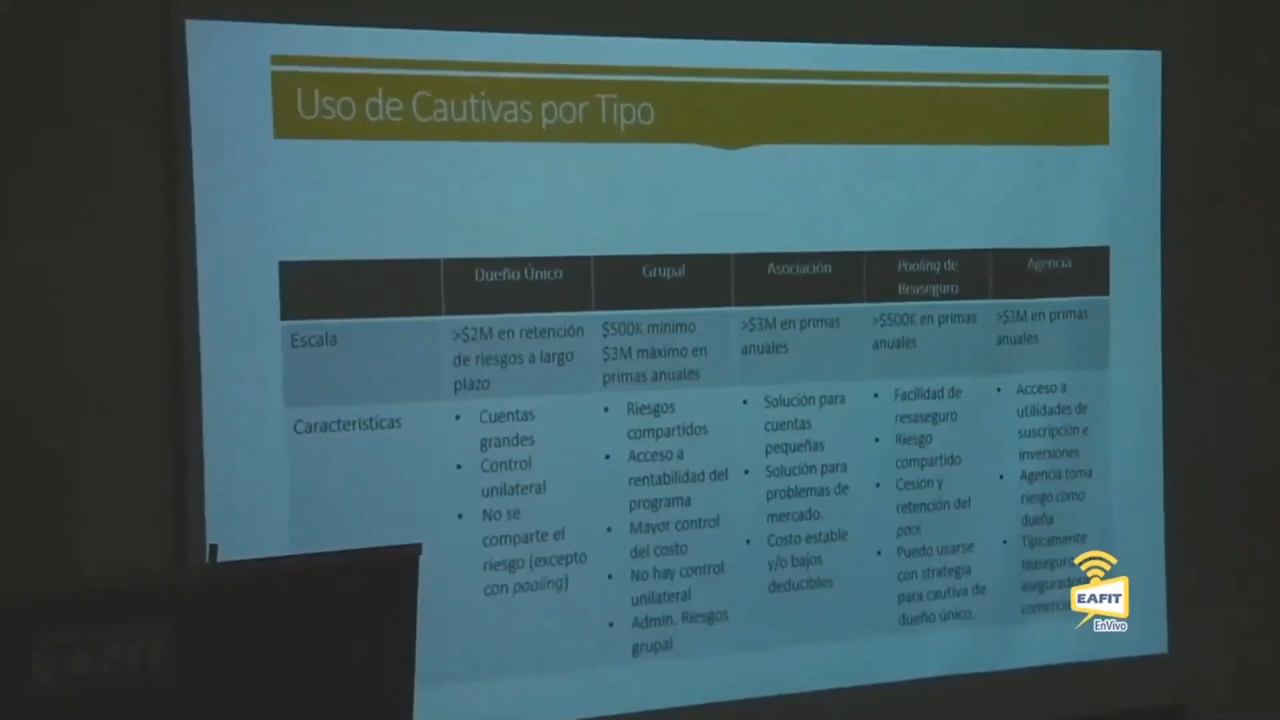 Uso de Cautivas por Tipo
Dueño Único
Grupal
Asociación
Pooling de
Reaseguro
Agencia
Escala
>$2M en retención
de riesgos a largo
plazo
$500K mínimo
$3M máximo en
primas anuales
>$3M en primas
anuales
>$500K en primas
anuales
>$3M en primas
anuales
Características
• Cuentas
grandes
• Control
unilateral
• No se
comparte el
riesgo (excepto
con pooling)
• Riesgos
compartidos
• Acceso a
rentabilidad del
programa
• Mayor control
del costo
• No hay control
unilateral
• Admin. Riesgos
grupal
• Solución para
cuentas
pequeñas
• Solución para
problemas de
mercado.
• Costo estable
y/o bajos
deducibles
• Facilidad de
resaseguro
• Riesgo
compartido
• Cesión y
retención del
pool
• Puedo usarse
con strategia
para cautiva de
dueño único.
• Acceso a
utilidades de
suscripción e
inversiones
• Agencia toma
riesgo como
dueña
• Típicamente
EAFIT
EnVivo
EAFIT